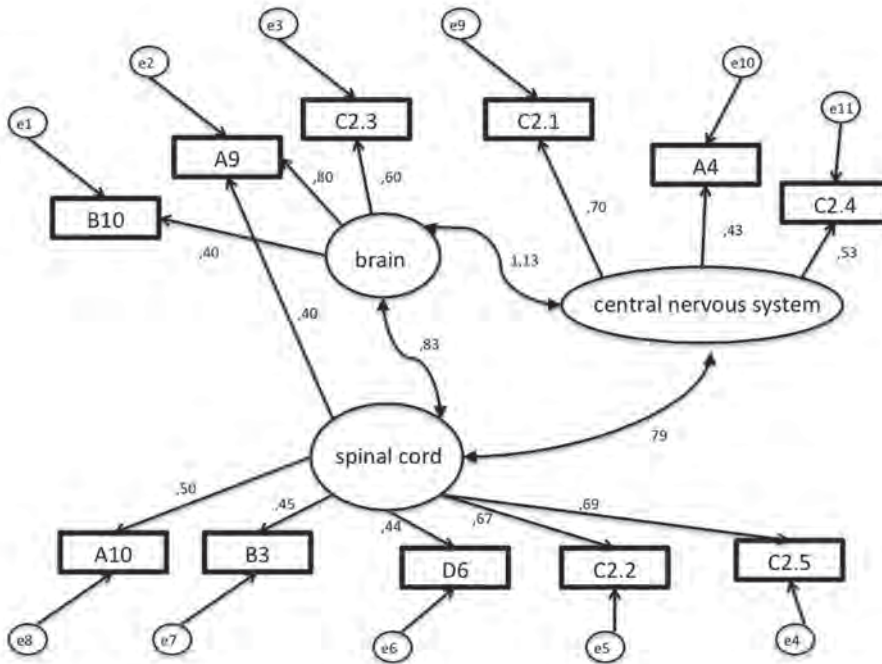 e3
e9
e2
e10
e1
C2.3
C2.1
e11
A9
A4
,80
,60
C2.4
B10
,70
,43
,40
brain
,53
1,13
central nervous system
,40
,83
79
spinal cord
,50
,45
,44
,67
,69
A10
B3
D6
C2.2
C2.5
e8
e7
e6
e5
e4